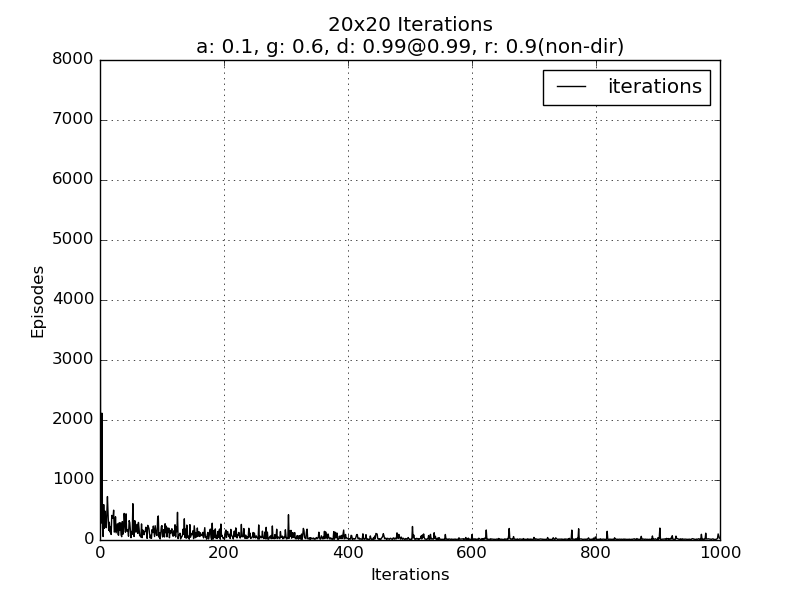 20x20 Iterations
a: 0.1, g: 0.6, d: 0.99@0.99, r: 0.9(non-dir)
iterations
8000
7000
6000
5000
4000
3000
2000
1000
0
Episodes
0 200 400 600 800 1000
Iterations